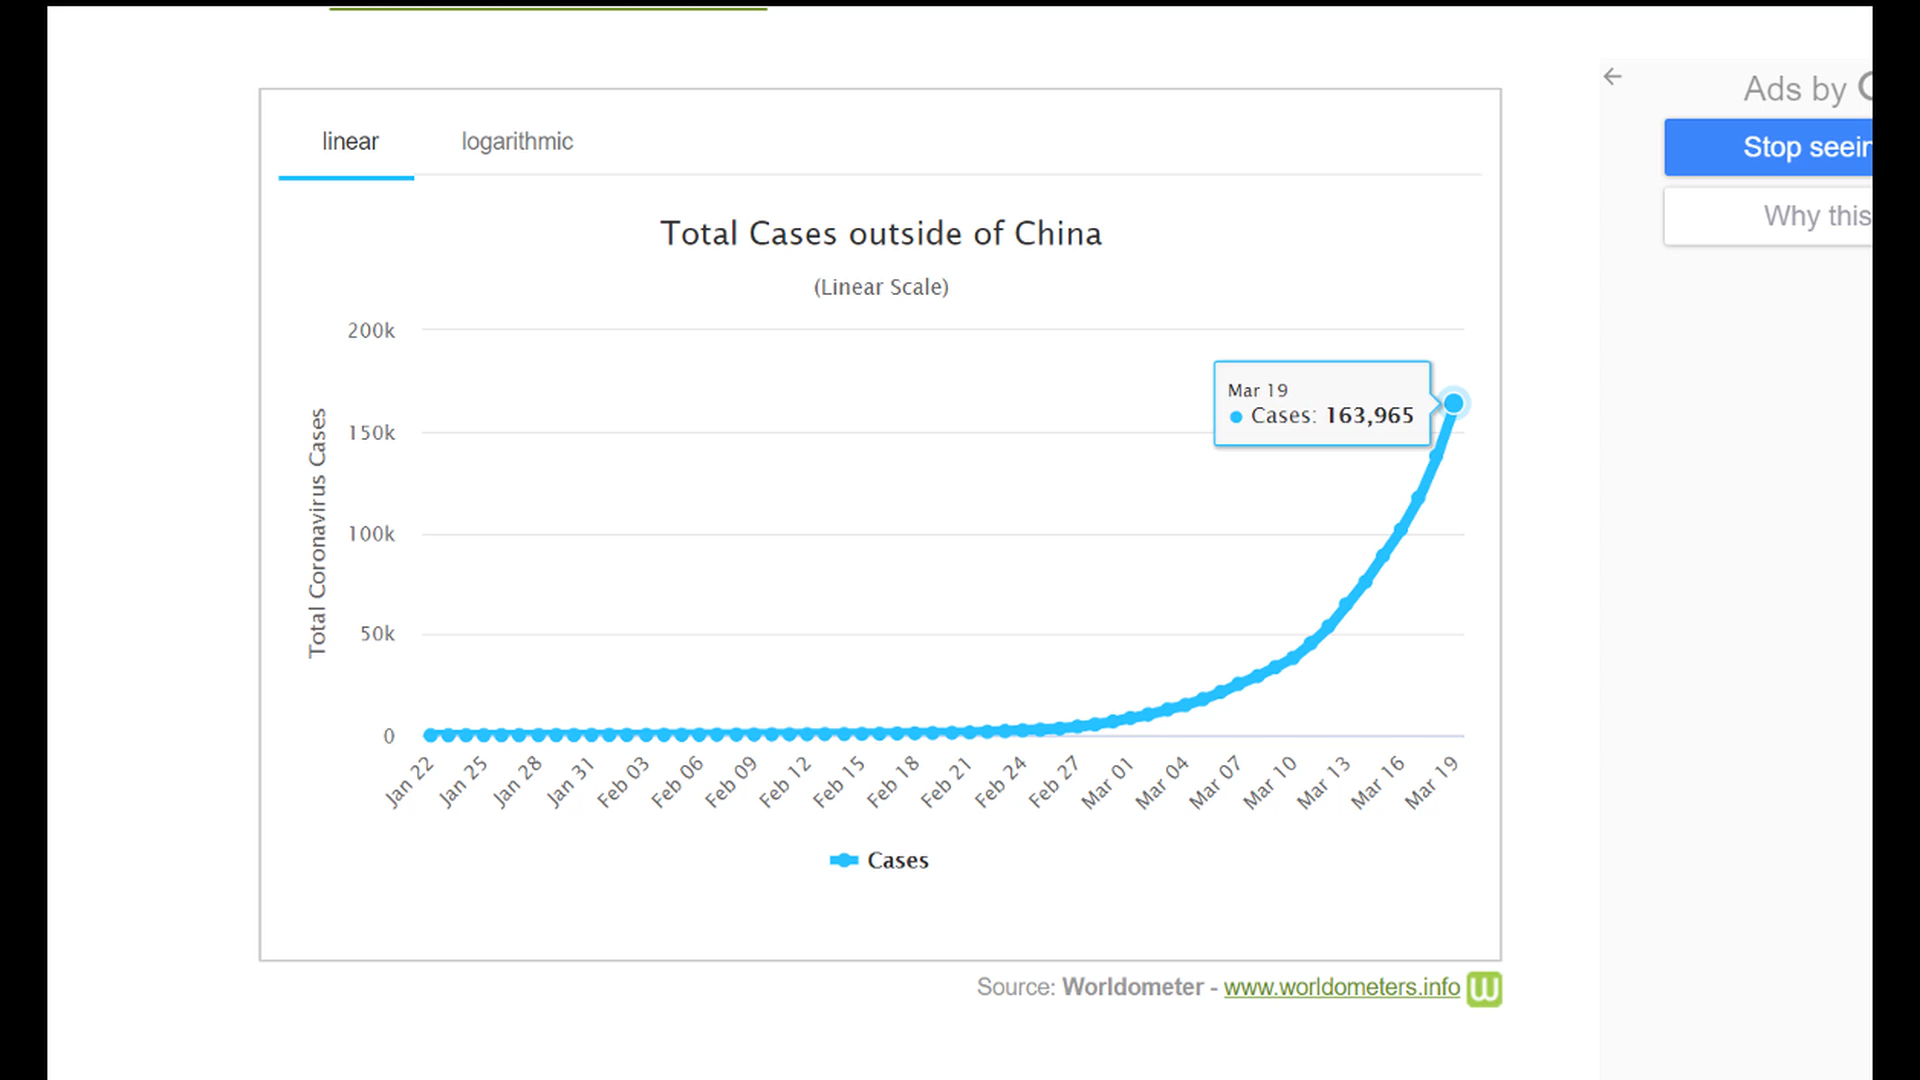 Ads by
linear logarithmic
Stop seein
Why this
Total Cases outside of China
(Linear Scale)
200k
150k
100k
50k
0
Total Coronavirus Cases
Mar 19
Cases: 163,965
Jan 22 Jan 25 Jan 28 Jan 31 Feb 03 Feb 06 Feb 09 Feb 12 Feb 15 Feb 18 Feb 21 Feb 24 Feb 27 Mar 01 Mar 04 Mar 07 Mar 10 Mar 13 Mar 16 Mar 19
Cases
Source: Worldometer - www.worldometers.info